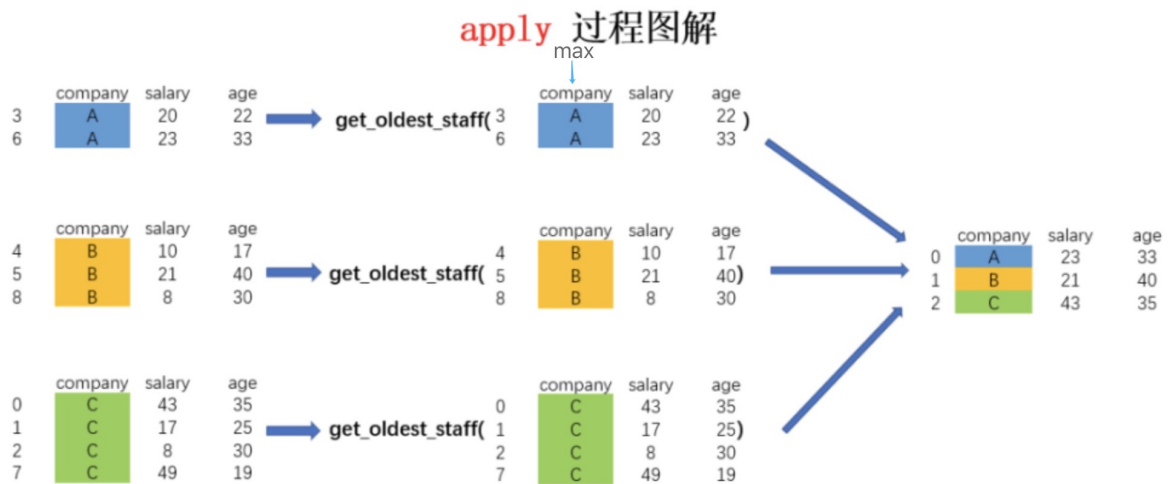 apply 过程图解
max
company salary age company salary age
3 A 20 22 get_oldest_staff( 3 A 20 22 )
6 A 23 33 6 A 23 33
company salary age company salary age
4 B 10 17 4 B 10 17
5 B 21 40 get_oldest_staff( 5 B 21 40)
8 B 8 30 8 B 8 30
company salary age
0 A 23 33
1 B 21 40
2 C 43 35
company salary age company salary age
0 C 43 35 0 C 43 35
1 C 17 25 get_oldest_staff( 1 C 17 25)
2 C 8 30 2 C 8 30
7 C 49 19 7 C 49 19